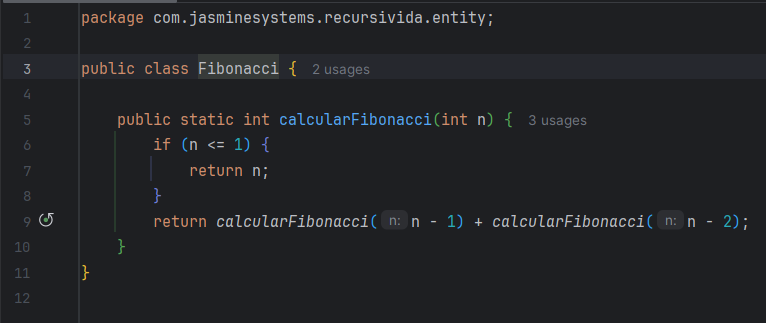 1 package com.jasminesystems.recursivida.entity;
2
3 public class Fibonacci { 2 usages
4
5 public static int calcularFibonacci(int n) { 3 usages
6 if (n <= 1) {
7 return n;
8 }
9 return calcularFibonacci( n: n - 1) + calcularFibonacci( n: n - 2);
10 }
11 }
12